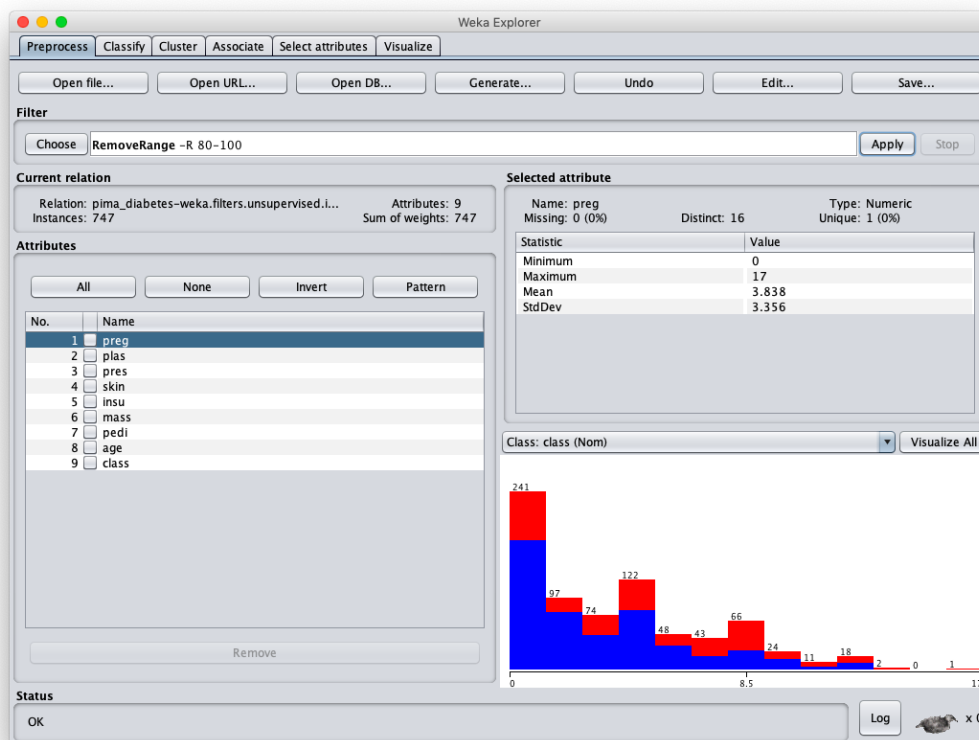 Weka Explorer
Preprocess Classify Cluster Associate Select attributes Visualize
Open file... Open URL... Open DB... Generate... Undo Edit... Save...
Filter
Choose RemoveRange -R 80-100 Apply Stop
Current relation
Relation: pima_diabetes-weka.filters.unsupervised.i... Attributes: 9
Instances: 747 Sum of weights: 747
Attributes
All None Invert Pattern
No. Name
1 preg
2 plas
3 pres
4 skin
5 insu
6 mass
7 pedi
8 age
9 class
Remove
Selected attribute
Name: preg Type: Numeric
Missing: 0 (0%) Distinct: 16 Unique: 1 (0%)
Statistic Value
Minimum 0
Maximum 17
Mean 3.838
StdDev 3.356
Class: class (Nom) Visualize All
241
97
74
122
48
43
66
24
11
18
2
0
1
0 8.5
Status
OK Log x